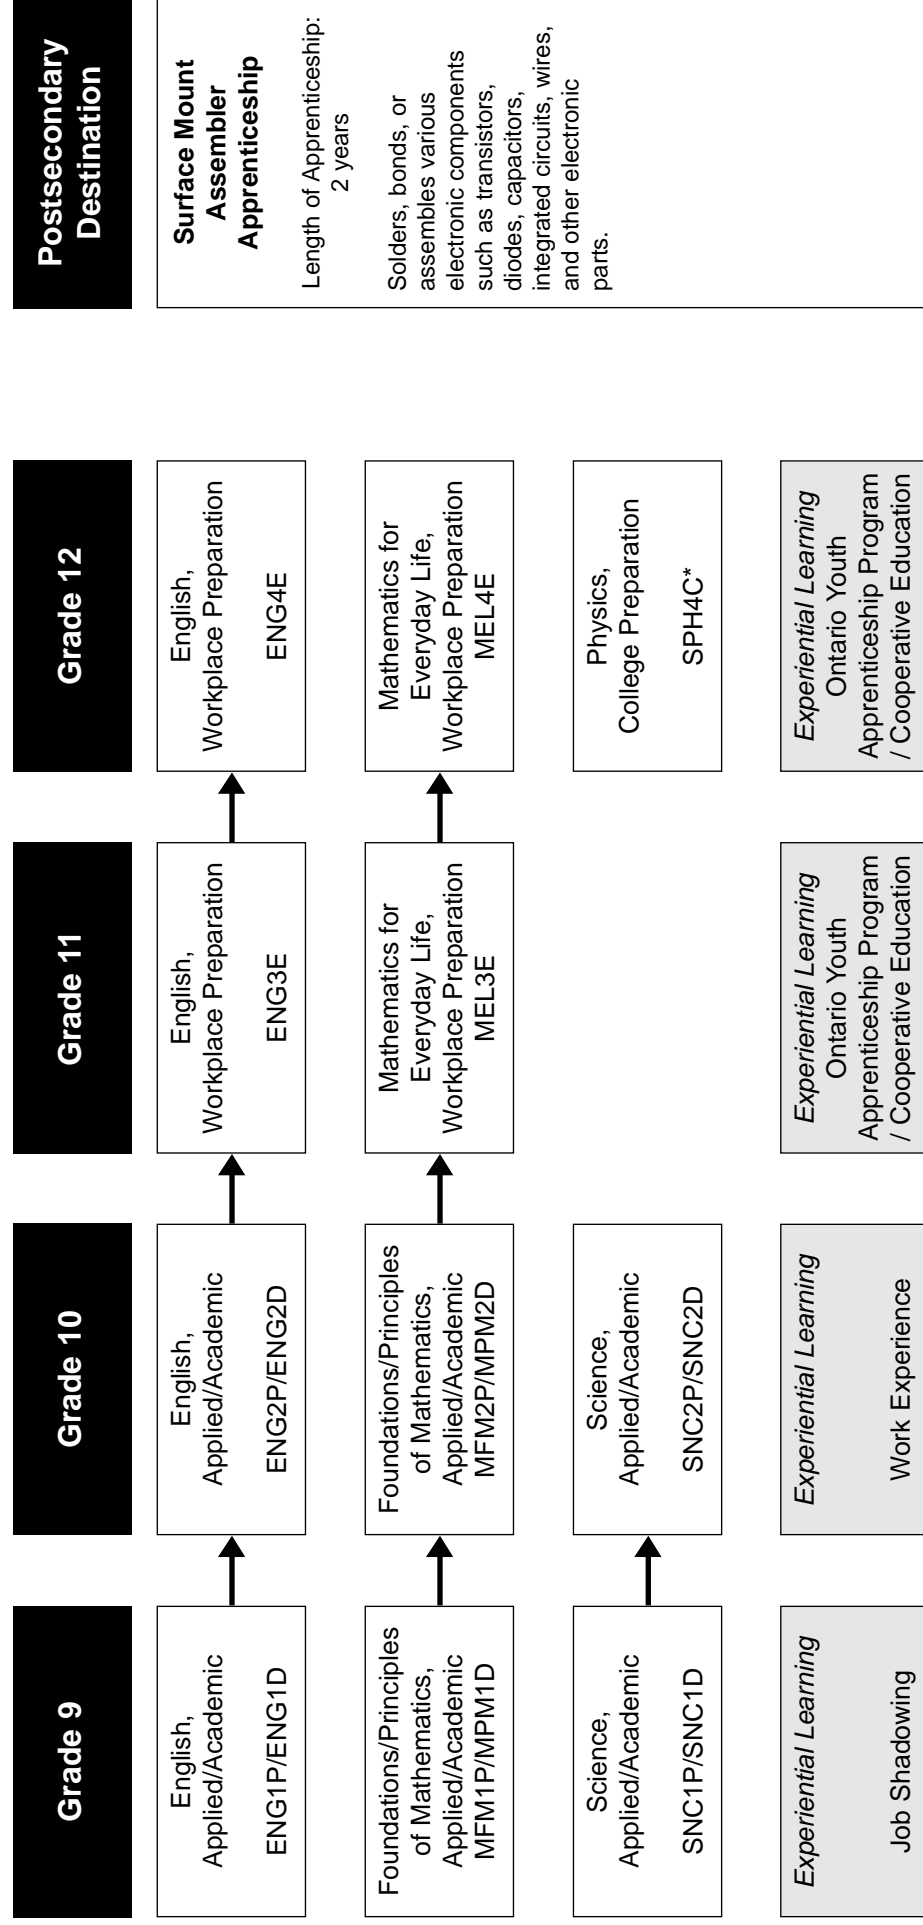 Grade 9
Grade 10
Grade 11
Grade 12
Postsecondary
Destination
English,
Applied/Academic
ENG1P/ENG1D
English,
Applied/Academic
ENG2P/ENG2D
English,
Workplace Preparation
ENG3E
English,
Workplace Preparation
ENG4E
Surface Mount
Assembler
Apprenticeship
Length of Apprenticeship:
2 years
Solders, bonds, or
assembles various
electronic components
such as transistors,
diodes, capacitors,
integrated circuits, wires,
and other electronic
parts.
Foundations/Principles
of Mathematics,
Applied/Academic
MFM1P/MPM1D
Foundations/Principles
of Mathematics,
Applied/Academic
MFM2P/MPM2D
Mathematics for
Everyday Life,
Workplace Preparation
MEL3E
Mathematics for
Everyday Life,
Workplace Preparation
MEL4E
Science,
Applied/Academic
SNC1P/SNC1D
Science,
Applied/Academic
SNC2P/SNC2D
Physics,
College Preparation
SPH4C*
Experiential Learning
Job Shadowing
Experiential Learning
Work Experience
Experiential Learning
Ontario Youth
Apprenticeship Program
/ Cooperative Education
Experiential Learning
Ontario Youth
Apprenticeship Program
/ Cooperative Education